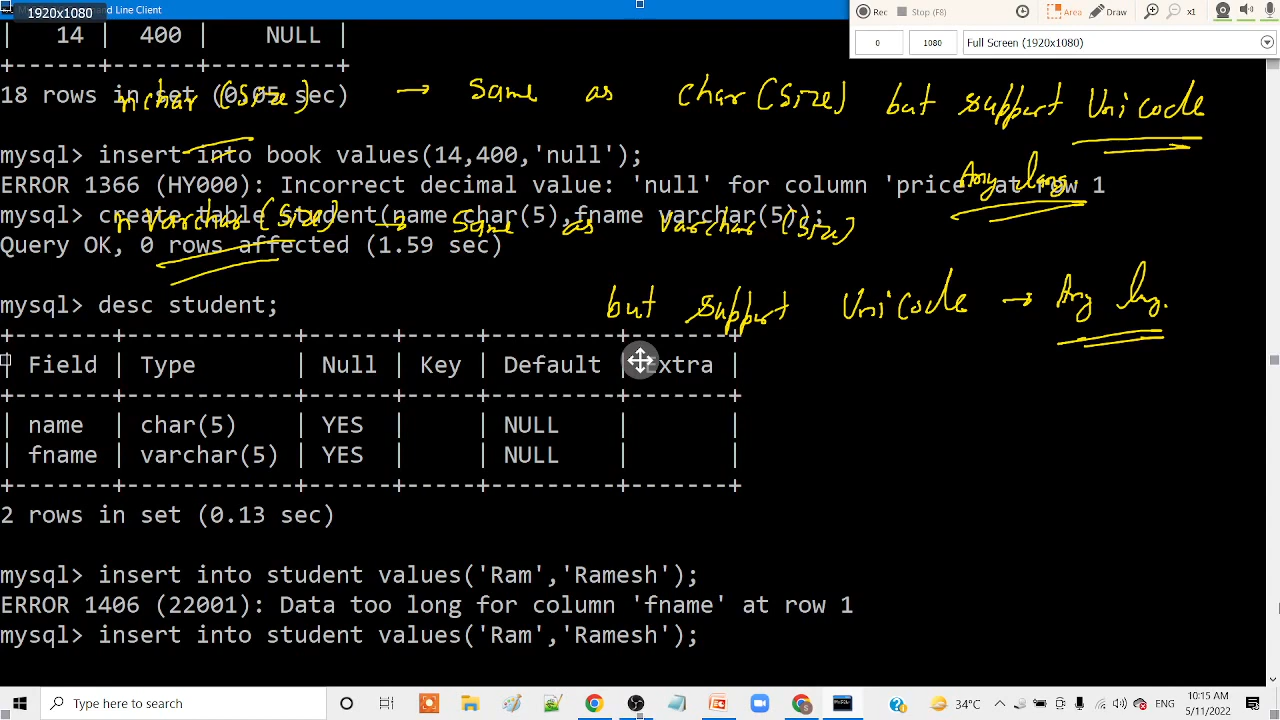 1920x1080
and Line Client
Rec Stop (F8) Area Draw x1
0 1080 Full Screen (1920x1080)
| 14 | 400 | NULL |
+------+------+---------+
18 rows in set (0.05 sec)
nchar (Size) → Same as char (Size) but support Unicode
mysql> insert into book values(14,400,'null');
Any lang.
ERROR 1366 (HY000): Incorrect decimal value: 'null' for column 'price' at row 1
mysql> create table student(name char(5),fname varchar(5));
n varchar (Size) → Same as varchar (Size)
Query OK, 0 rows affected (1.59 sec)
mysql> desc student;
but support Unicode → Any lag.
+-------+------------+------+-----+---------+-------+
| Field | Type | Null | Key | Default | Extra |
+-------+------------+------+-----+---------+-------+
| name | char(5) | YES | | NULL | |
| fname | varchar(5) | YES | | NULL | |
+-------+------------+------+-----+---------+-------+
2 rows in set (0.13 sec)
mysql> insert into student values('Ram','Ramesh');
ERROR 1406 (22001): Data too long for column 'fname' at row 1
mysql> insert into student values('Ram','Ramesh');
Type here to search
34°C
10:15 AM
5/11/2022